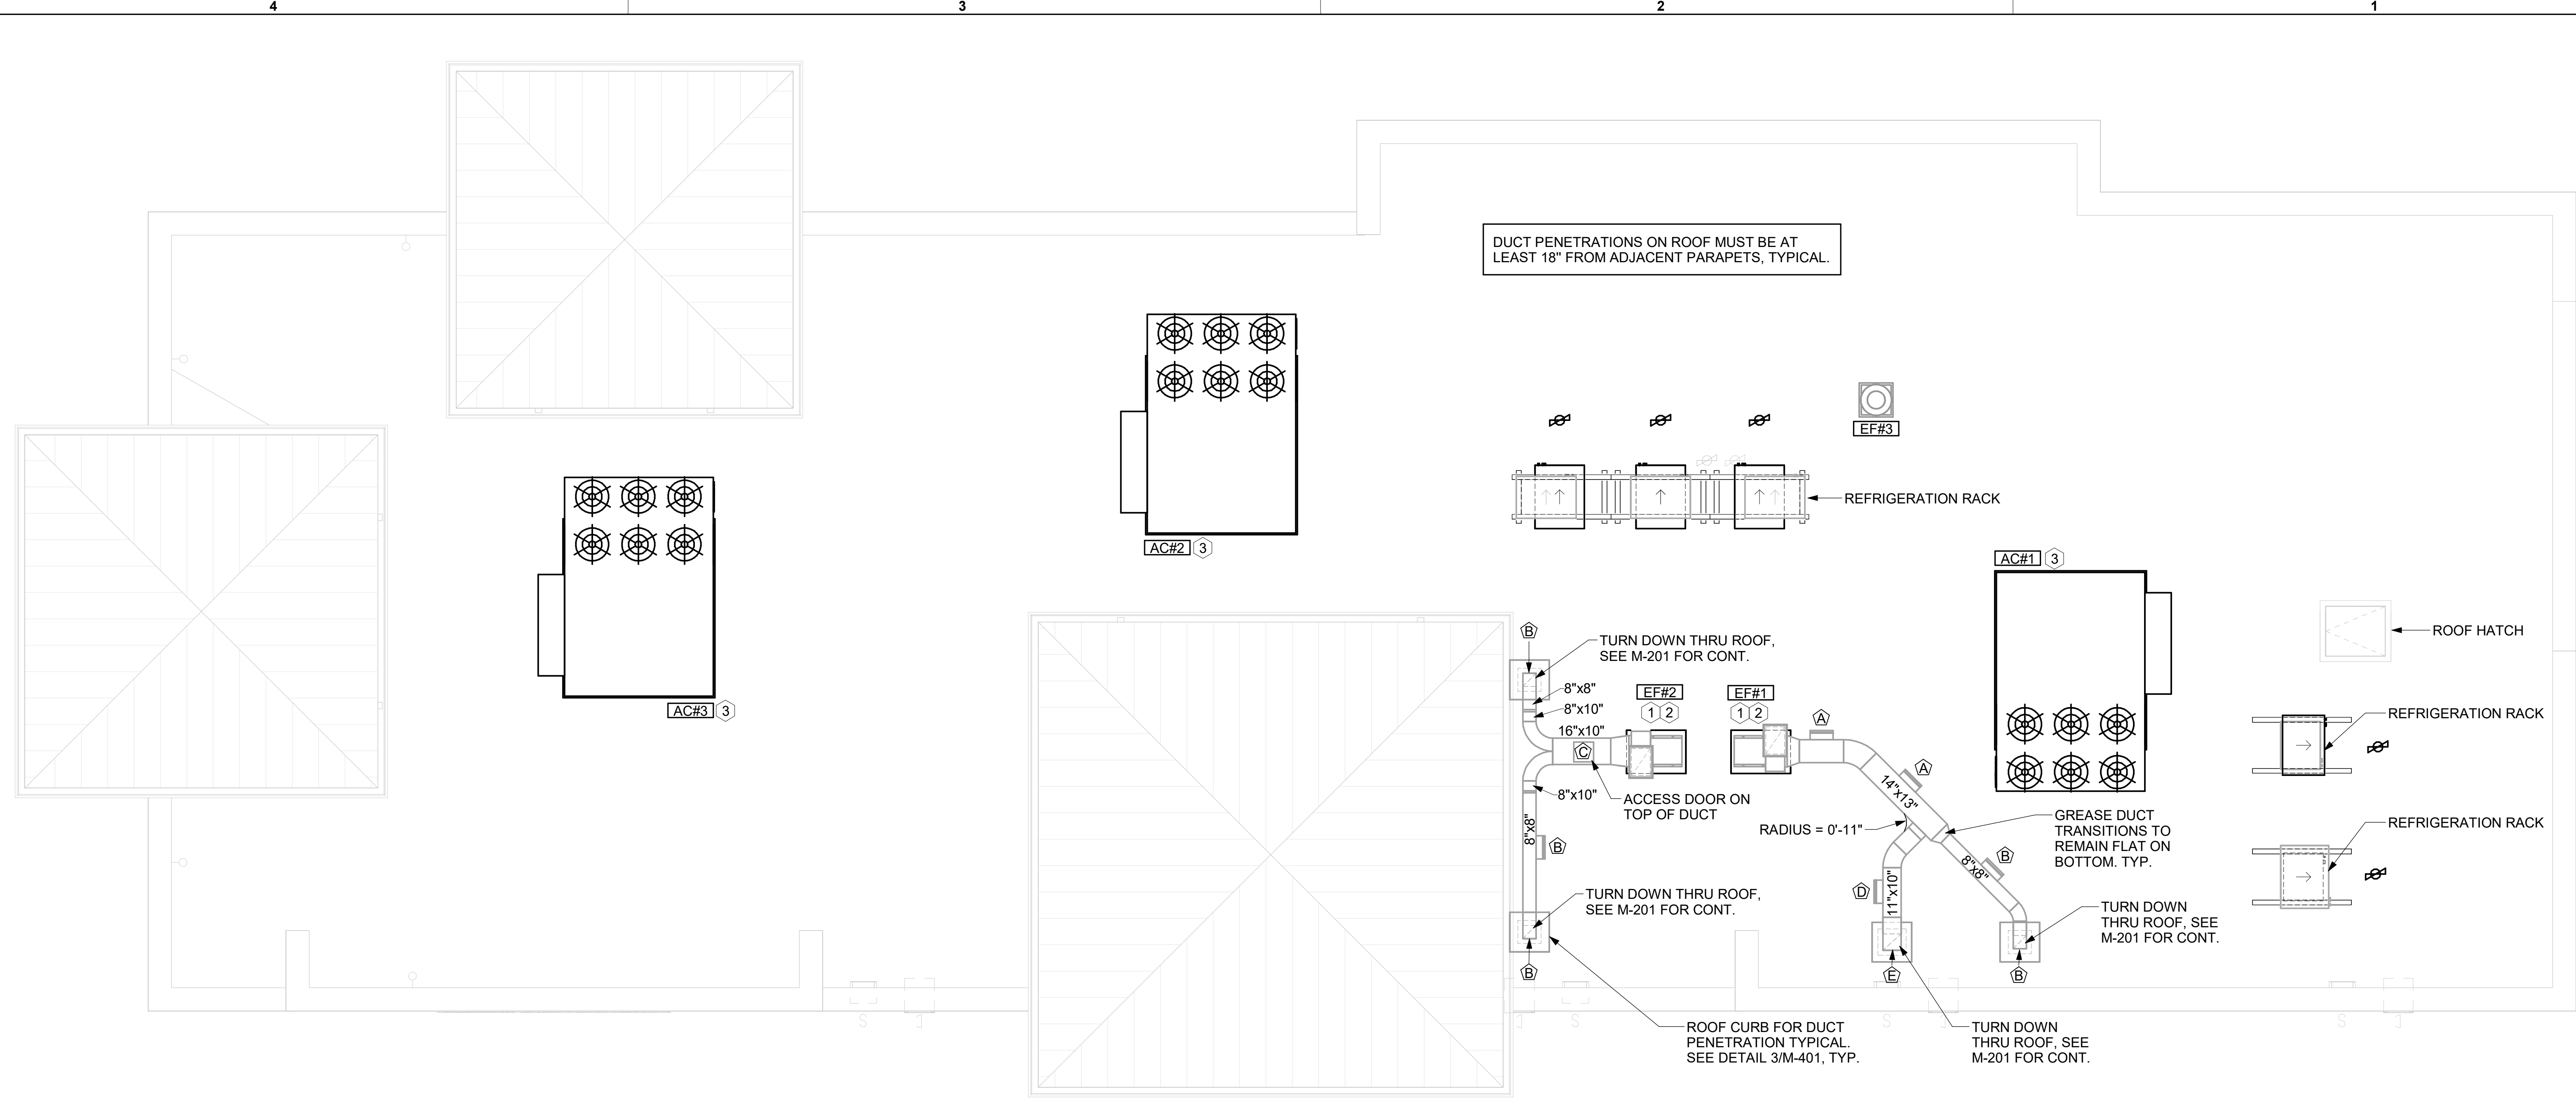 4
3
2
1
DUCT PENETRATIONS ON ROOF MUST BE AT
LEAST 18" FROM ADJACENT PARAPETS, TYPICAL.
EF#3
REFRIGERATION RACK
AC#2 3
AC#1 3
AC#3 3
ROOF HATCH
B
TURN DOWN THRU ROOF,
SEE M-201 FOR CONT.
8"x8"
8"x10"
16"x10"
C
EF#2
1 2
EF#1
1 2
A
A
14"x13"
8"x10"
ACCESS DOOR ON
TOP OF DUCT
8"x8"
B
RADIUS = 0'-11"
GREASE DUCT
TRANSITIONS TO
REMAIN FLAT ON
BOTTOM. TYP.
B
8"x8"
D
11"x10"
REFRIGERATION RACK
REFRIGERATION RACK
TURN DOWN THRU ROOF,
SEE M-201 FOR CONT.
TURN DOWN
THRU ROOF, SEE
M-201 FOR CONT.
B
E
B
S
J
J
S
S
J
S
J
ROOF CURB FOR DUCT
PENETRATION TYPICAL.
SEE DETAIL 3/M-401, TYP.
TURN DOWN
THRU ROOF, SEE
M-201 FOR CONT.